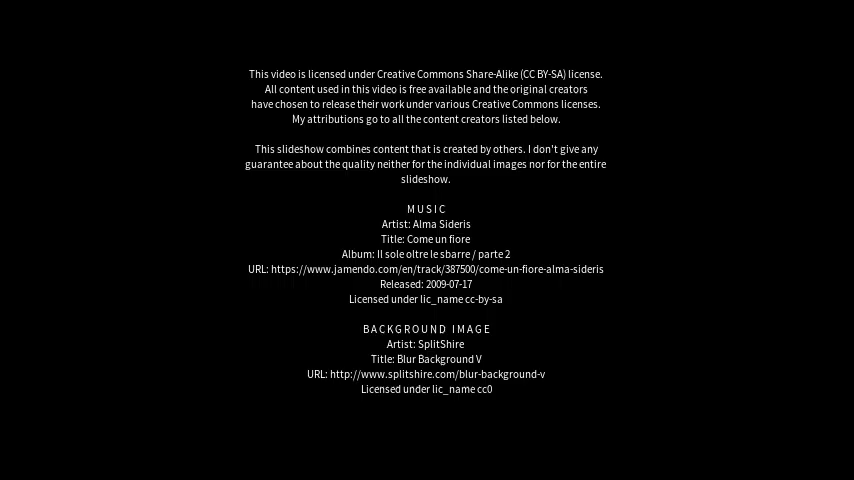 This video is licensed under Creative Commons Share-Alike (CC BY-SA) license.
All content used in this video is free available and the original creators
have chosen to release their work under various Creative Commons licenses.
My attributions go to all the content creators listed below.
This slideshow combines content that is created by others. I don't give any
guarantee about the quality neither for the individual images nor for the entire
slideshow.
MUSIC
Artist: Alma Sideris
Title: Come un fiore
Album: Il sole oltre le sbarre / parte 2
URL: https://www.jamendo.com/en/track/387500/come-un-fiore-alma-sideris
Released: 2009-07-17
Licensed under lic_name cc-by-sa
BACKGROUND IMAGE
Artist: SplitShire
Title: Blur Background V
URL: http://www.splitshire.com/blur-background-v
Licensed under lic_name cc0